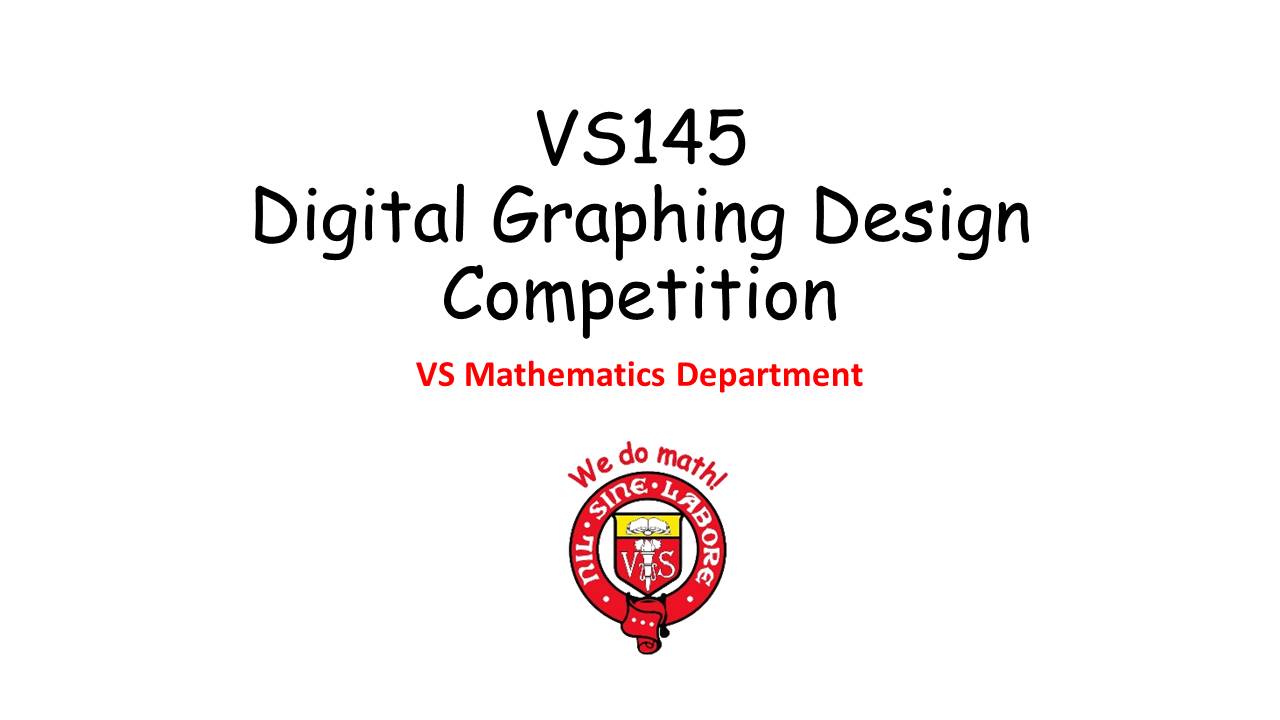 VS145
Digital Graphing Design
Competition
VS Mathematics Department
We do math!
NIL · SINE · LABORE
VS